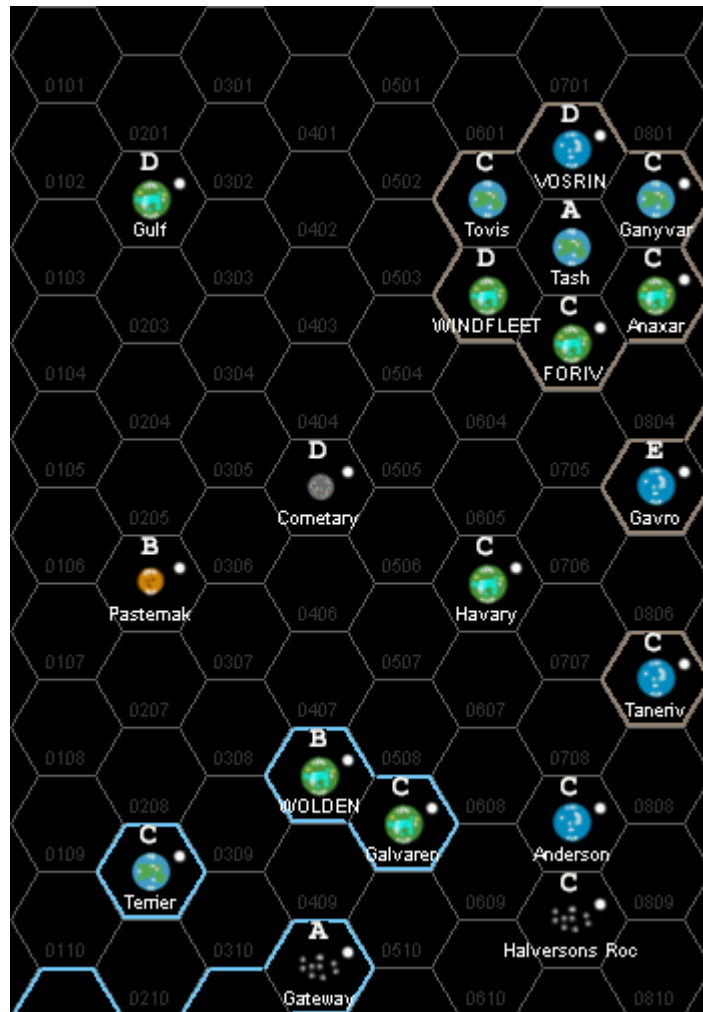 0101 0301 0501 0701
D
0201 0401 0601 0801
D C C
0102 0302 0502 VOSRIN
A
Gulf 0402 Tovis Ganyvar
D C
0103 0303 0503 Tash
C
0203 0403 WINDFLEET Anaxar
0104 0304 0504 FORIV
0204 0404 0604 0804
D E
0105 0305 0505 0705
0205 Cometary 0605 Gavro
B C
0106 0306 0506 0706
Pasternak 0406 Havary 0806
C
0107 0307 0507 0707
0207 0407 0607 Taneriv
B
0108 0308 0508 0708
C C
0208 WOLDEN 0608 0808
C
0109 0309 Galvaren Anderson
C
Terrier 0409 0609 0809
A
0110 0310 0510 Halversons Roc
0210 Gateway 0610 0810